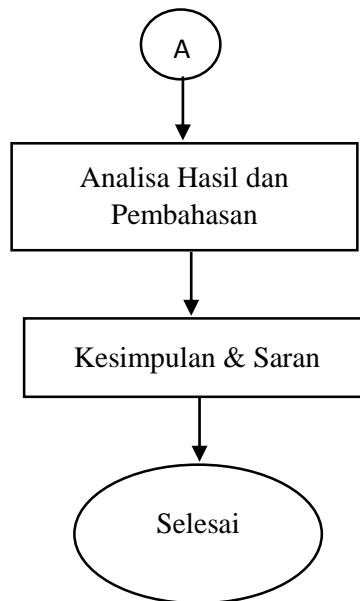 A
Analisa Hasil dan
Pembahasan
Kesimpulan & Saran
Selesai